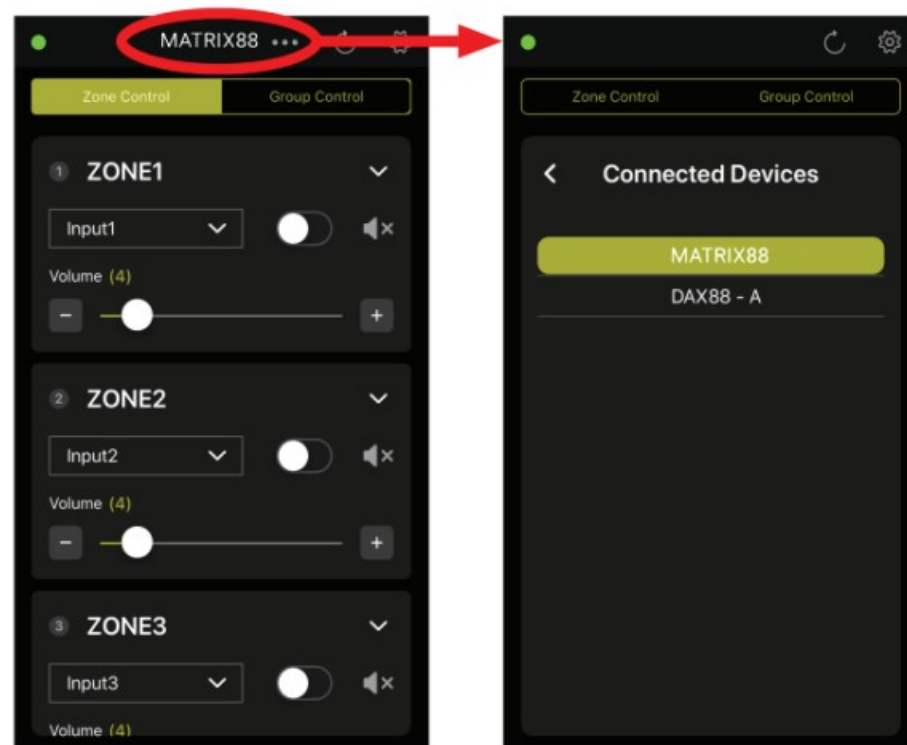 MATRIX88 •••
Zone Control Group Control
1 ZONE1
Input1
Volume (4)
2 ZONE2
Input2
Volume (4)
3 ZONE3
Input3
Volume (4)
Zone Control Group Control
Connected Devices
MATRIX88
DAX88 - A